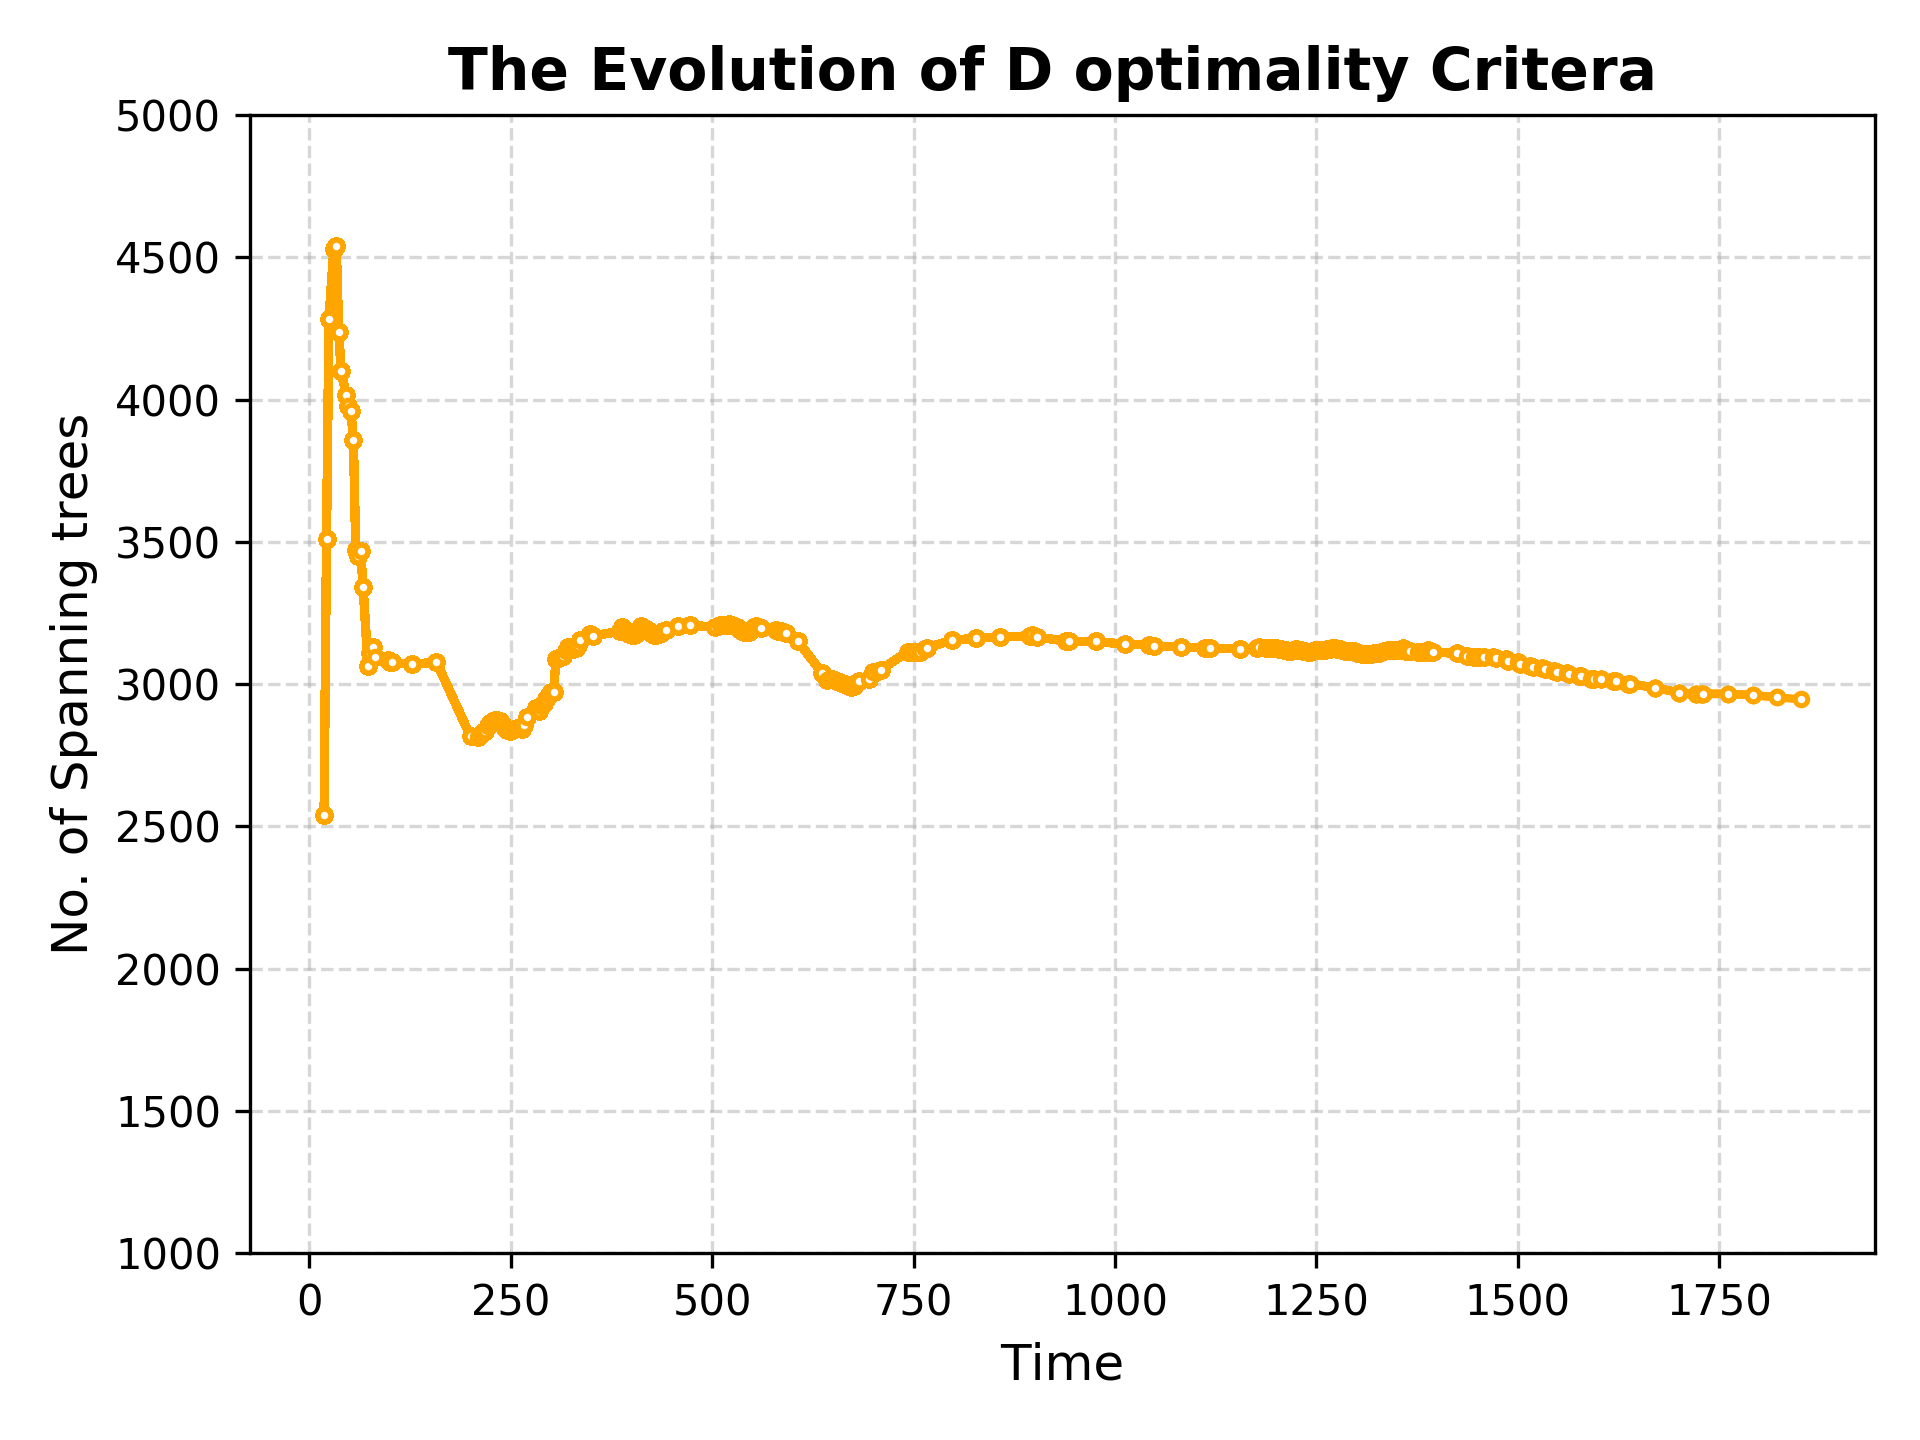 The Evolution of D optimality Critera
5000
4500
4000
3500
3000
2500
2000
1500
1000
No. of Spanning trees
0 250 500 750 1000 1250 1500 1750
Time